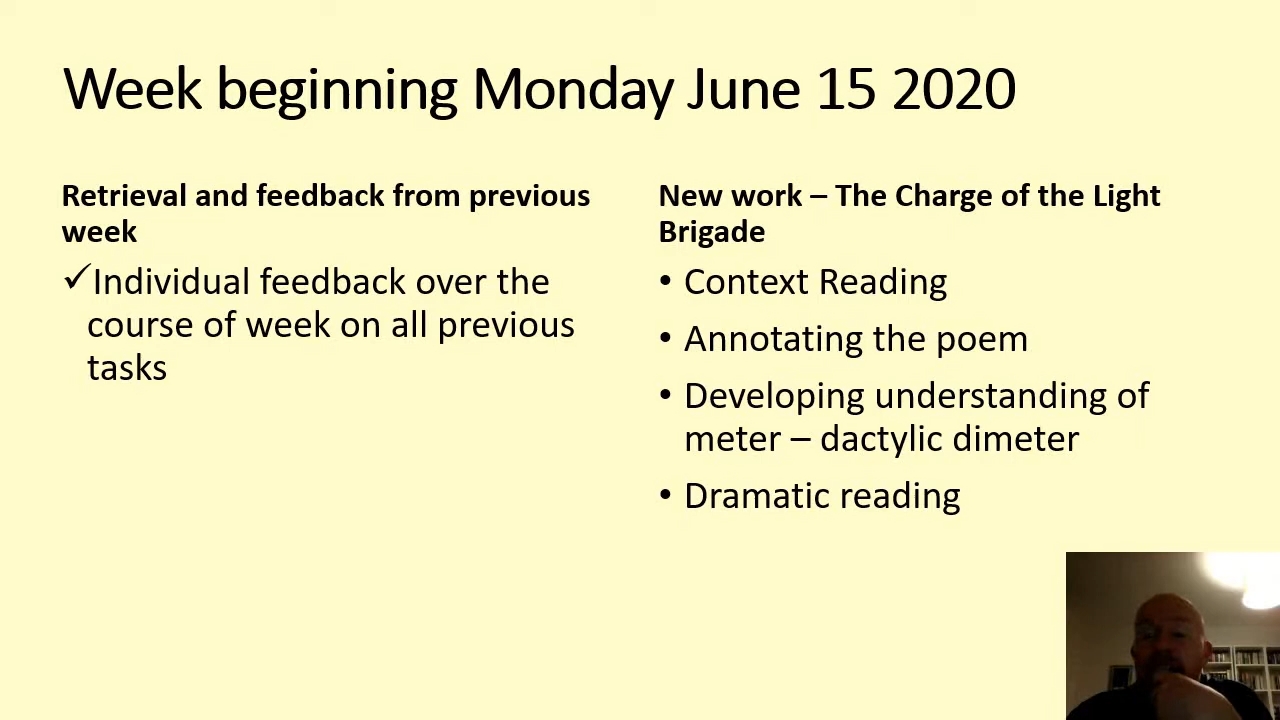 Week beginning Monday June 15 2020
Retrieval and feedback from previous
week
✓Individual feedback over the
course of week on all previous
tasks
New work – The Charge of the Light
Brigade
• Context Reading
• Annotating the poem
• Developing understanding of
meter – dactylic dimeter
• Dramatic reading